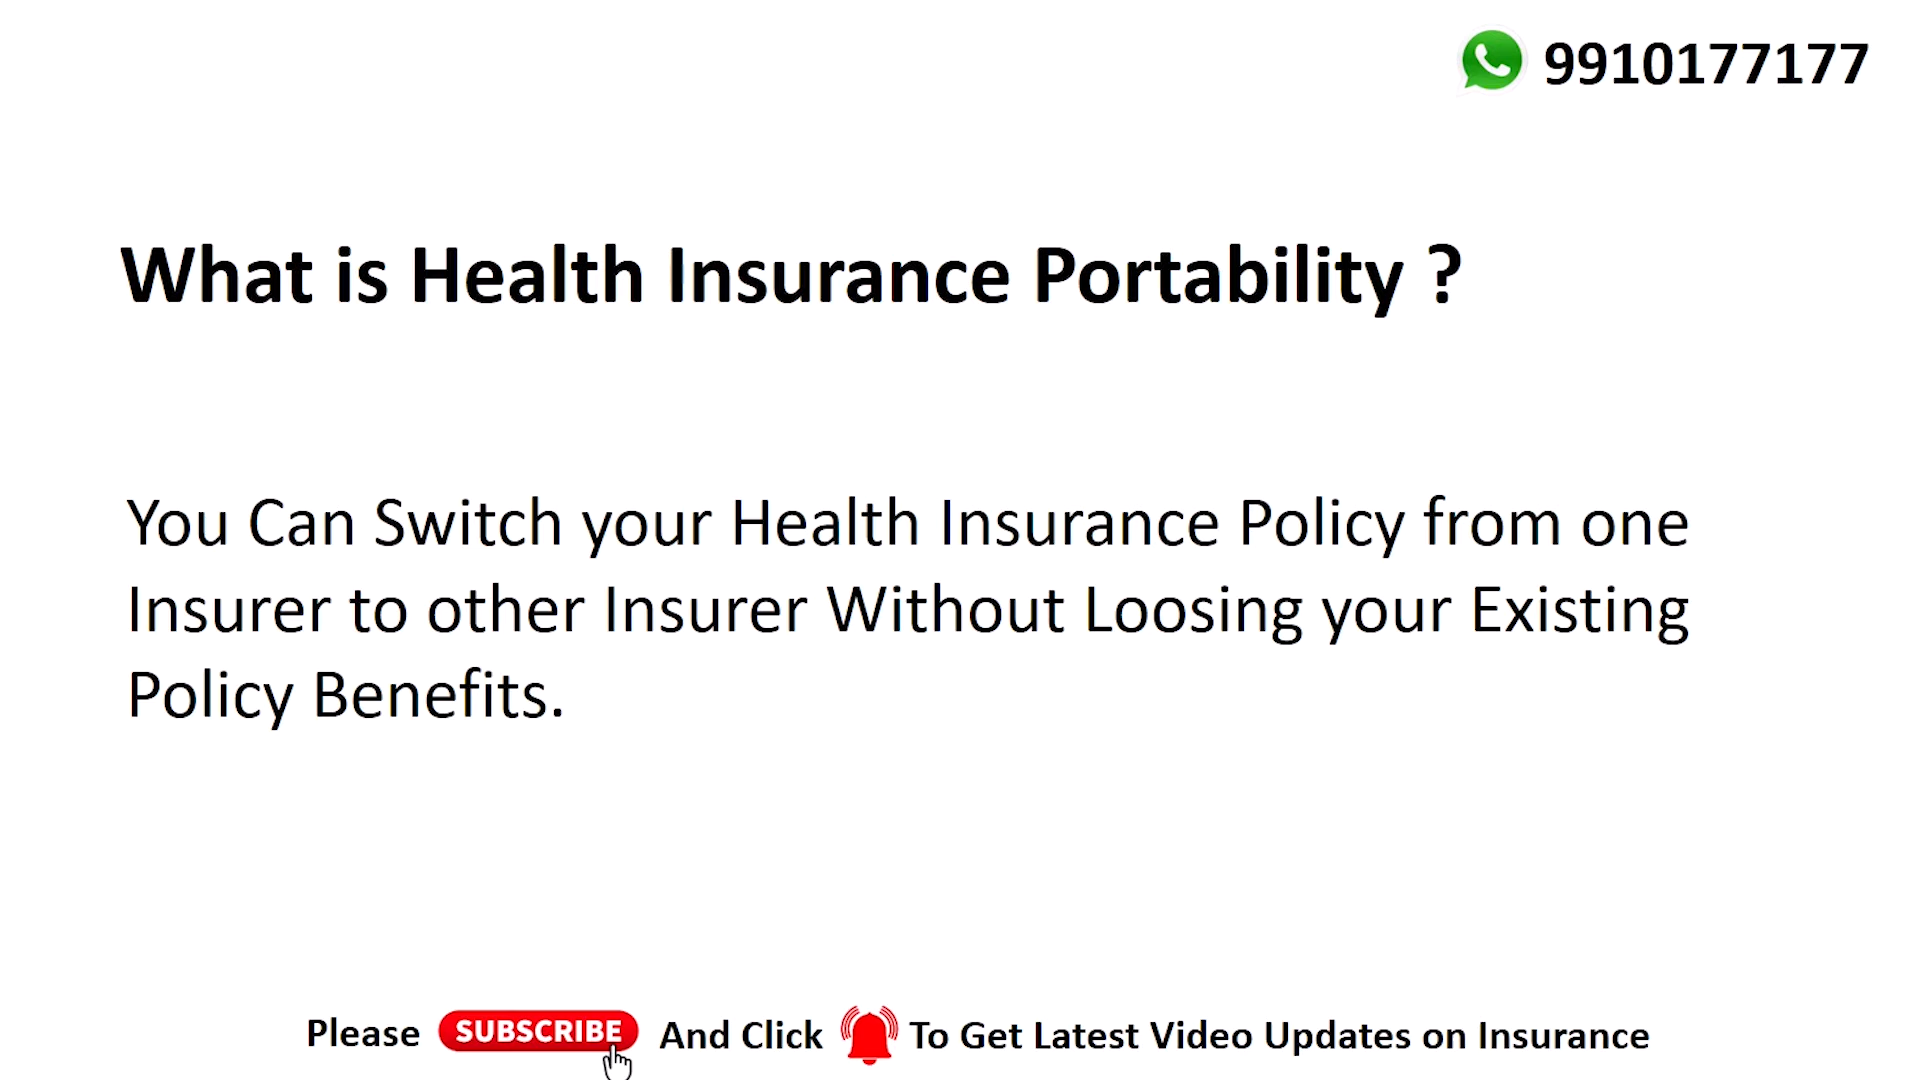 9910177177
What is Health Insurance Portability ?
You Can Switch your Health Insurance Policy from one
Insurer to other Insurer Without Loosing your Existing
Policy Benefits.
Please SUBSCRIBE And Click To Get Latest Video Updates on Insurance